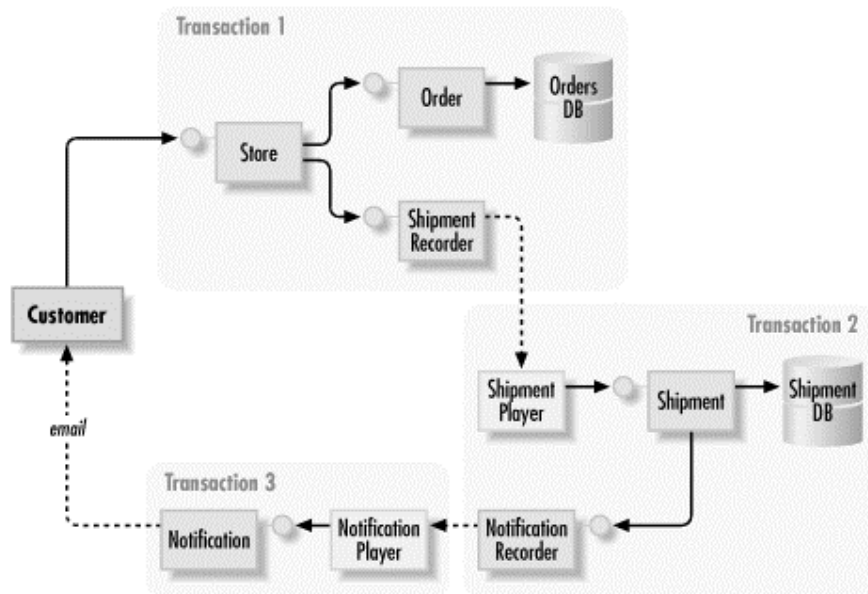 Transaction 1
Order
Orders
DB
Store
Shipment
Recorder
Customer
Transaction 2
Shipment
Player
Shipment
Shipment
DB
email
Transaction 3
Notification
Notification
Player
Notification
Recorder